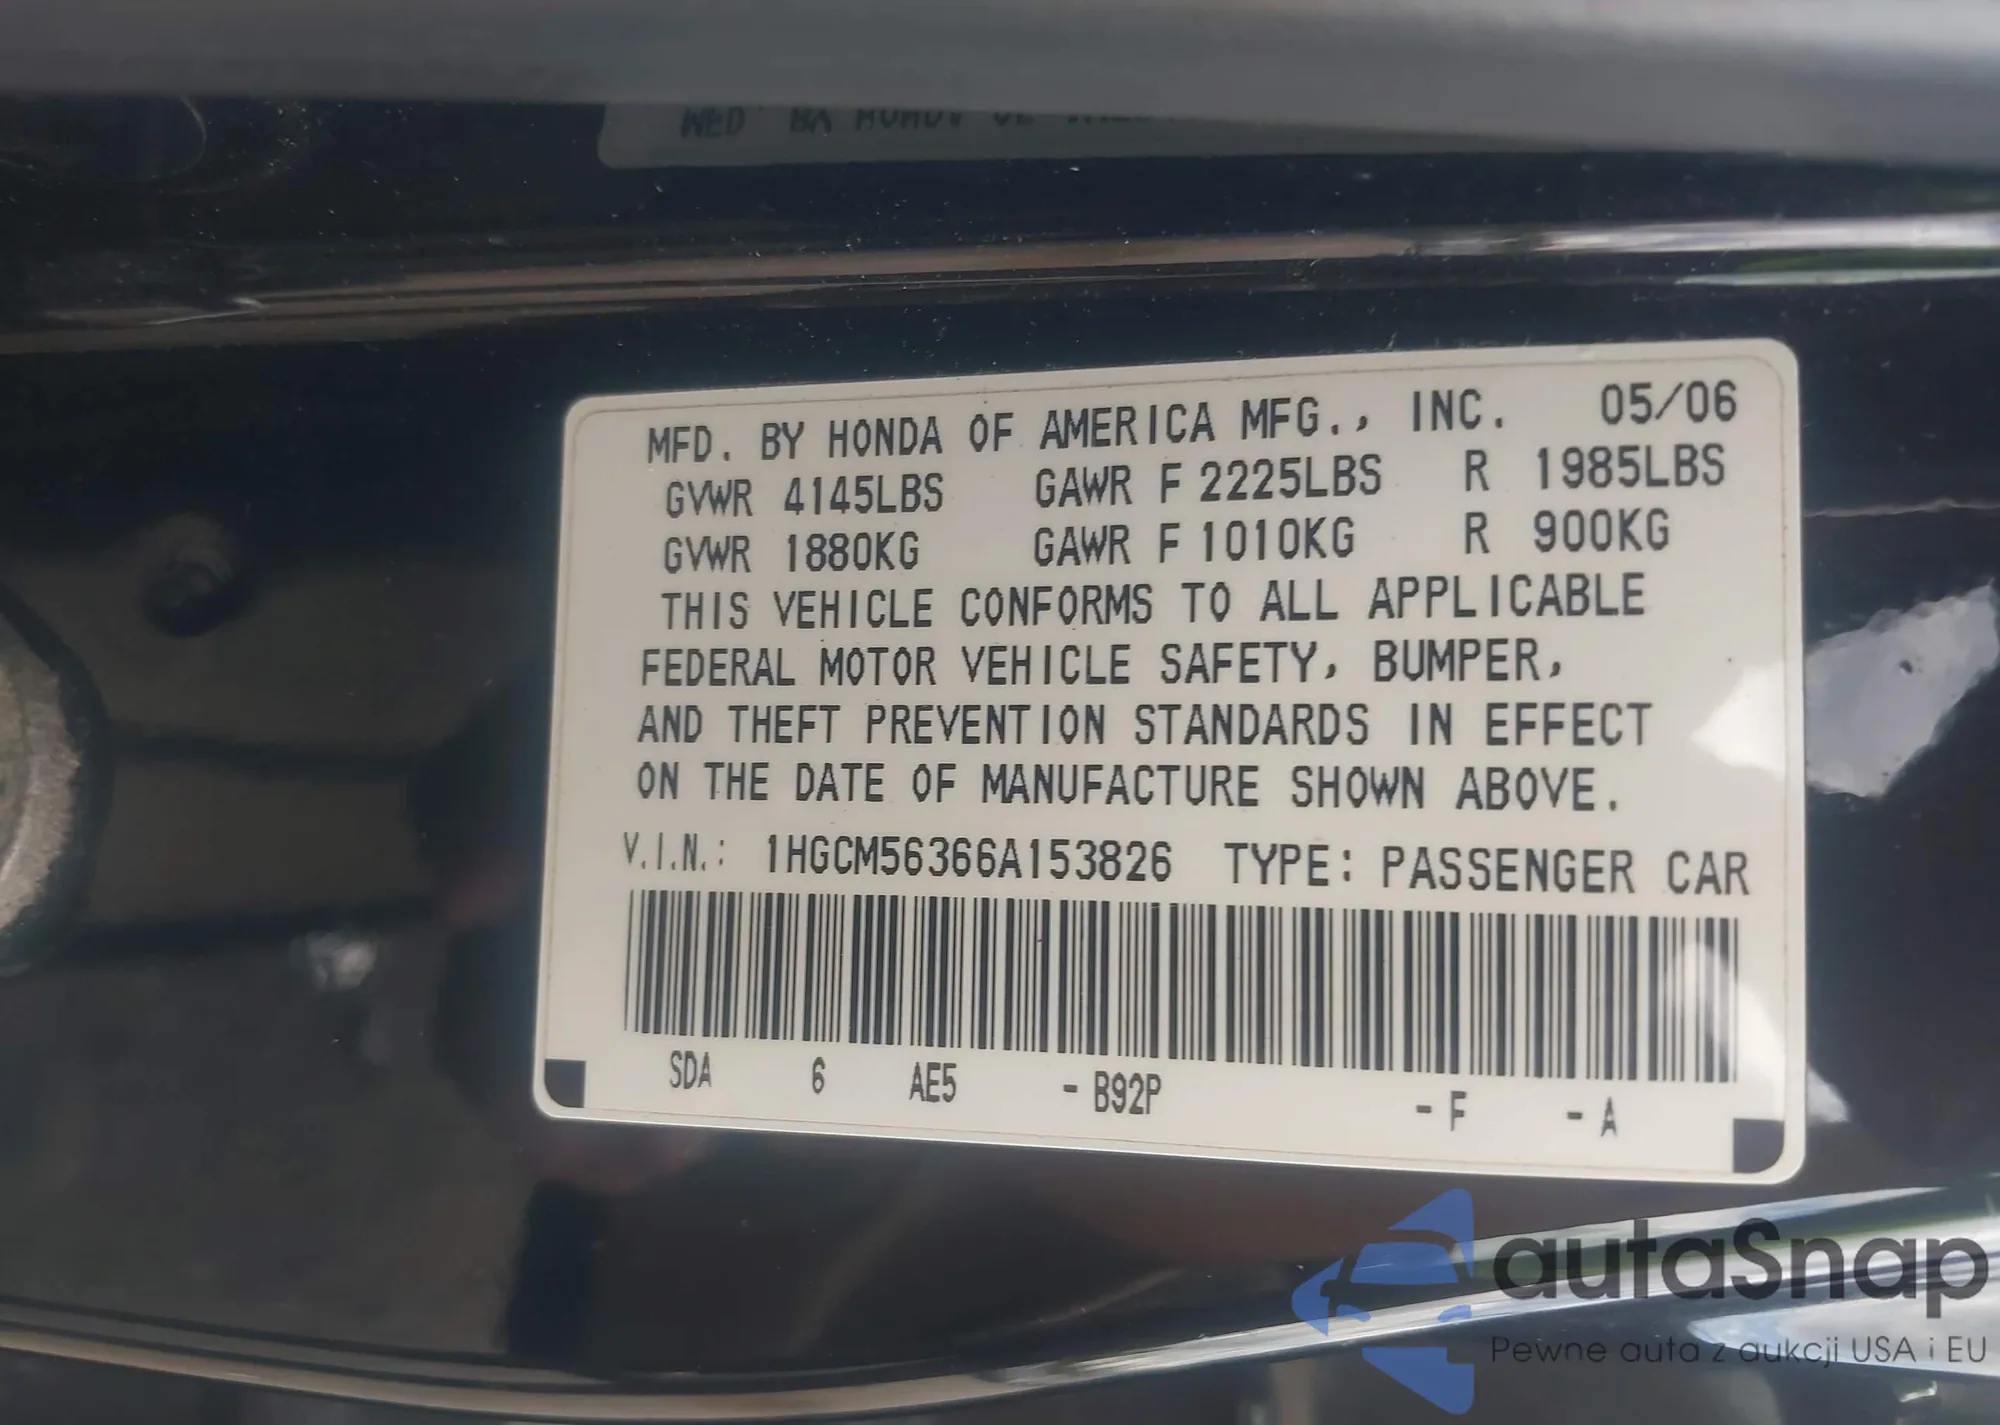 MFD. BY HONDA OF AMERICA MFG., INC. 05/06
GVWR 4145LBS GAWR F 2225LBS R 1985LBS
GVWR 1880KG GAWR F 1010KG R 900KG
THIS VEHICLE CONFORMS TO ALL APPLICABLE
FEDERAL MOTOR VEHICLE SAFETY, BUMPER,
AND THEFT PREVENTION STANDARDS IN EFFECT
ON THE DATE OF MANUFACTURE SHOWN ABOVE.
V.I.N.: 1HGCM56366A153826 TYPE: PASSENGER CAR
SDA 6 AE5 - B92P - F - A
autaSnap
Pewne auta z aukcji USA i EU